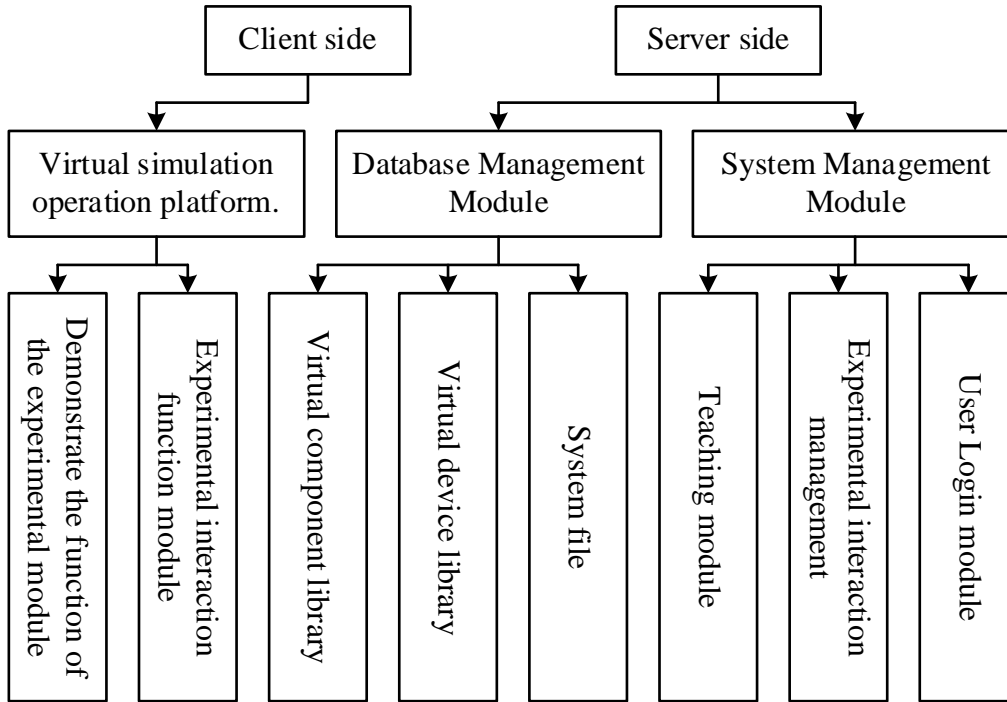 Client side
Server side
Virtual simulation
operation platform.
Database Management
Module
System Management
Module
Demonstrate the function of
the experimental module
Experimental interaction
function module
Virtual component library
Virtual device library
System file
Teaching module
Experimental interaction
management
User Login module